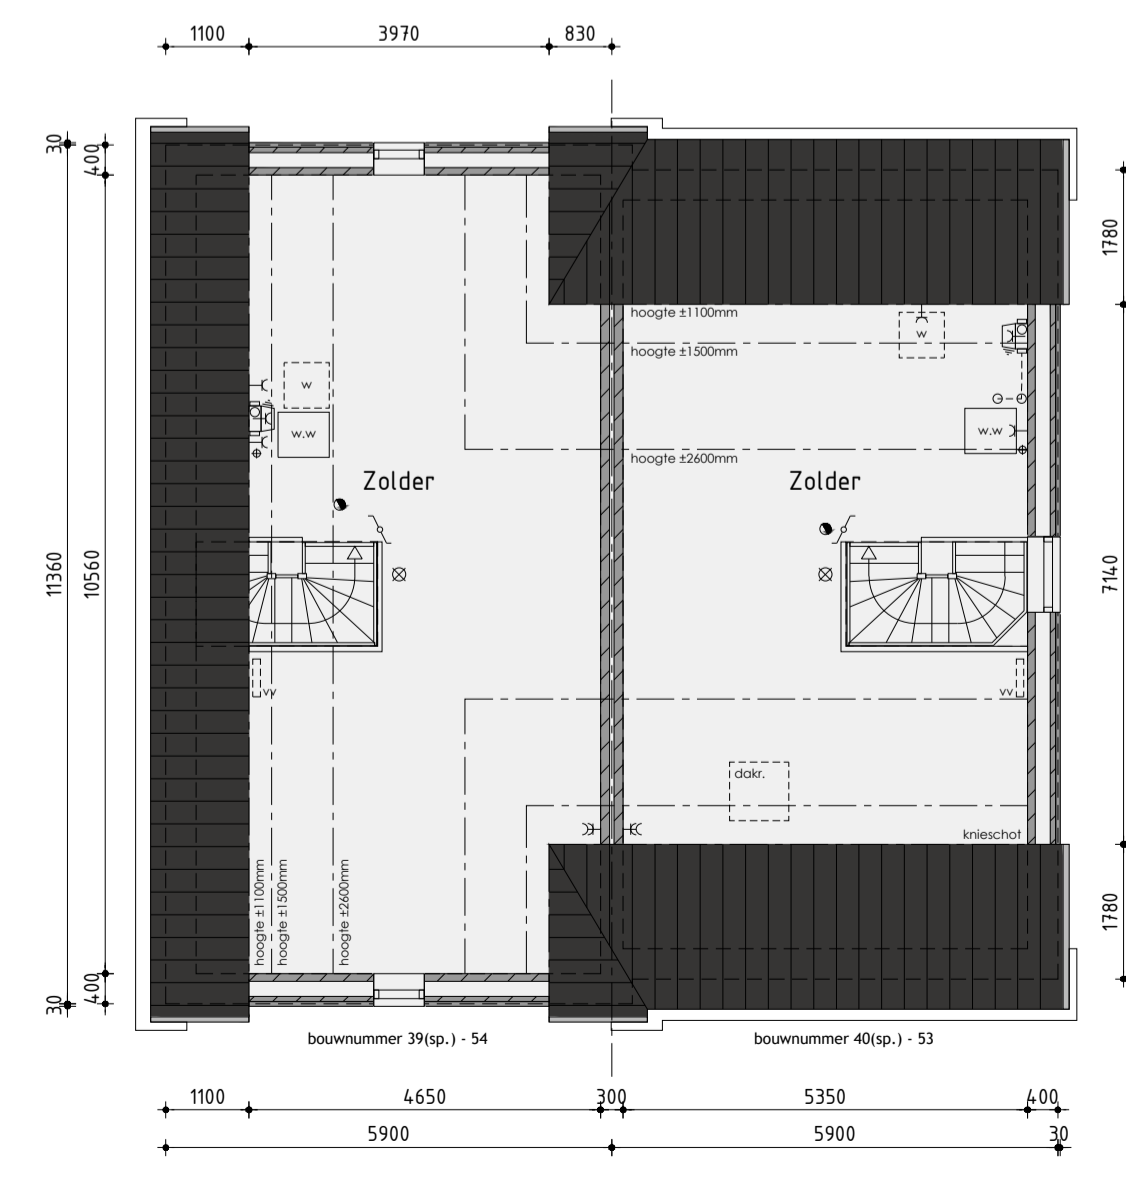 1100 3970 830
30
400
1780
hoogte ±1100mm
w
hoogte ±1500mm
w
w.w
w.w
hoogte ±2600mm
Zolder
Zolder
11360
10560
7140
vv
vv
dakr.
knieschot
hoogte ±1100mm
hoogte ±1500mm
hoogte ±2600mm
1780
400
30
bouwnummer 39(sp.) - 54
bouwnummer 40(sp.) - 53
1100 4650 300 5350 400
5900 5900 30